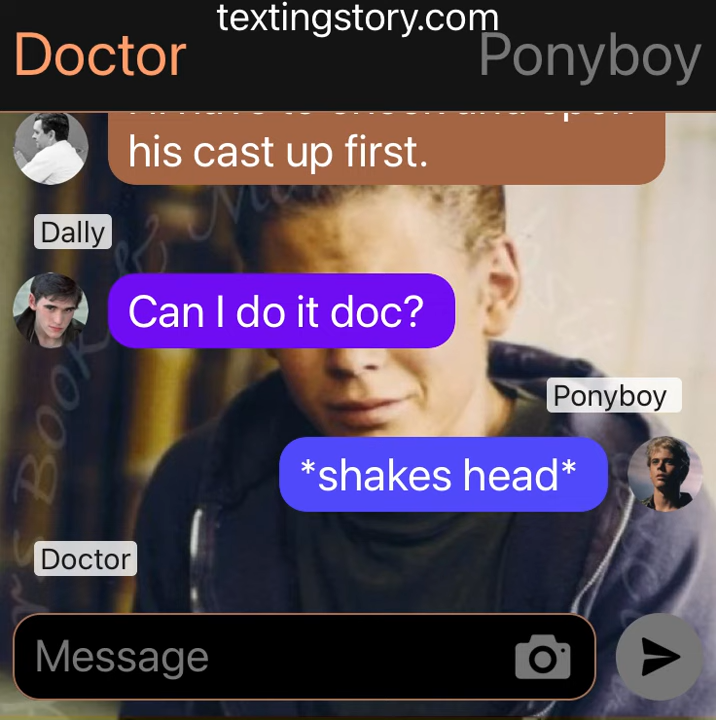 textingstory.com
Doctor Ponyboy
his cast up first.
Dally
Can I do it doc?
Ponyboy
*shakes head*
Doctor
Message